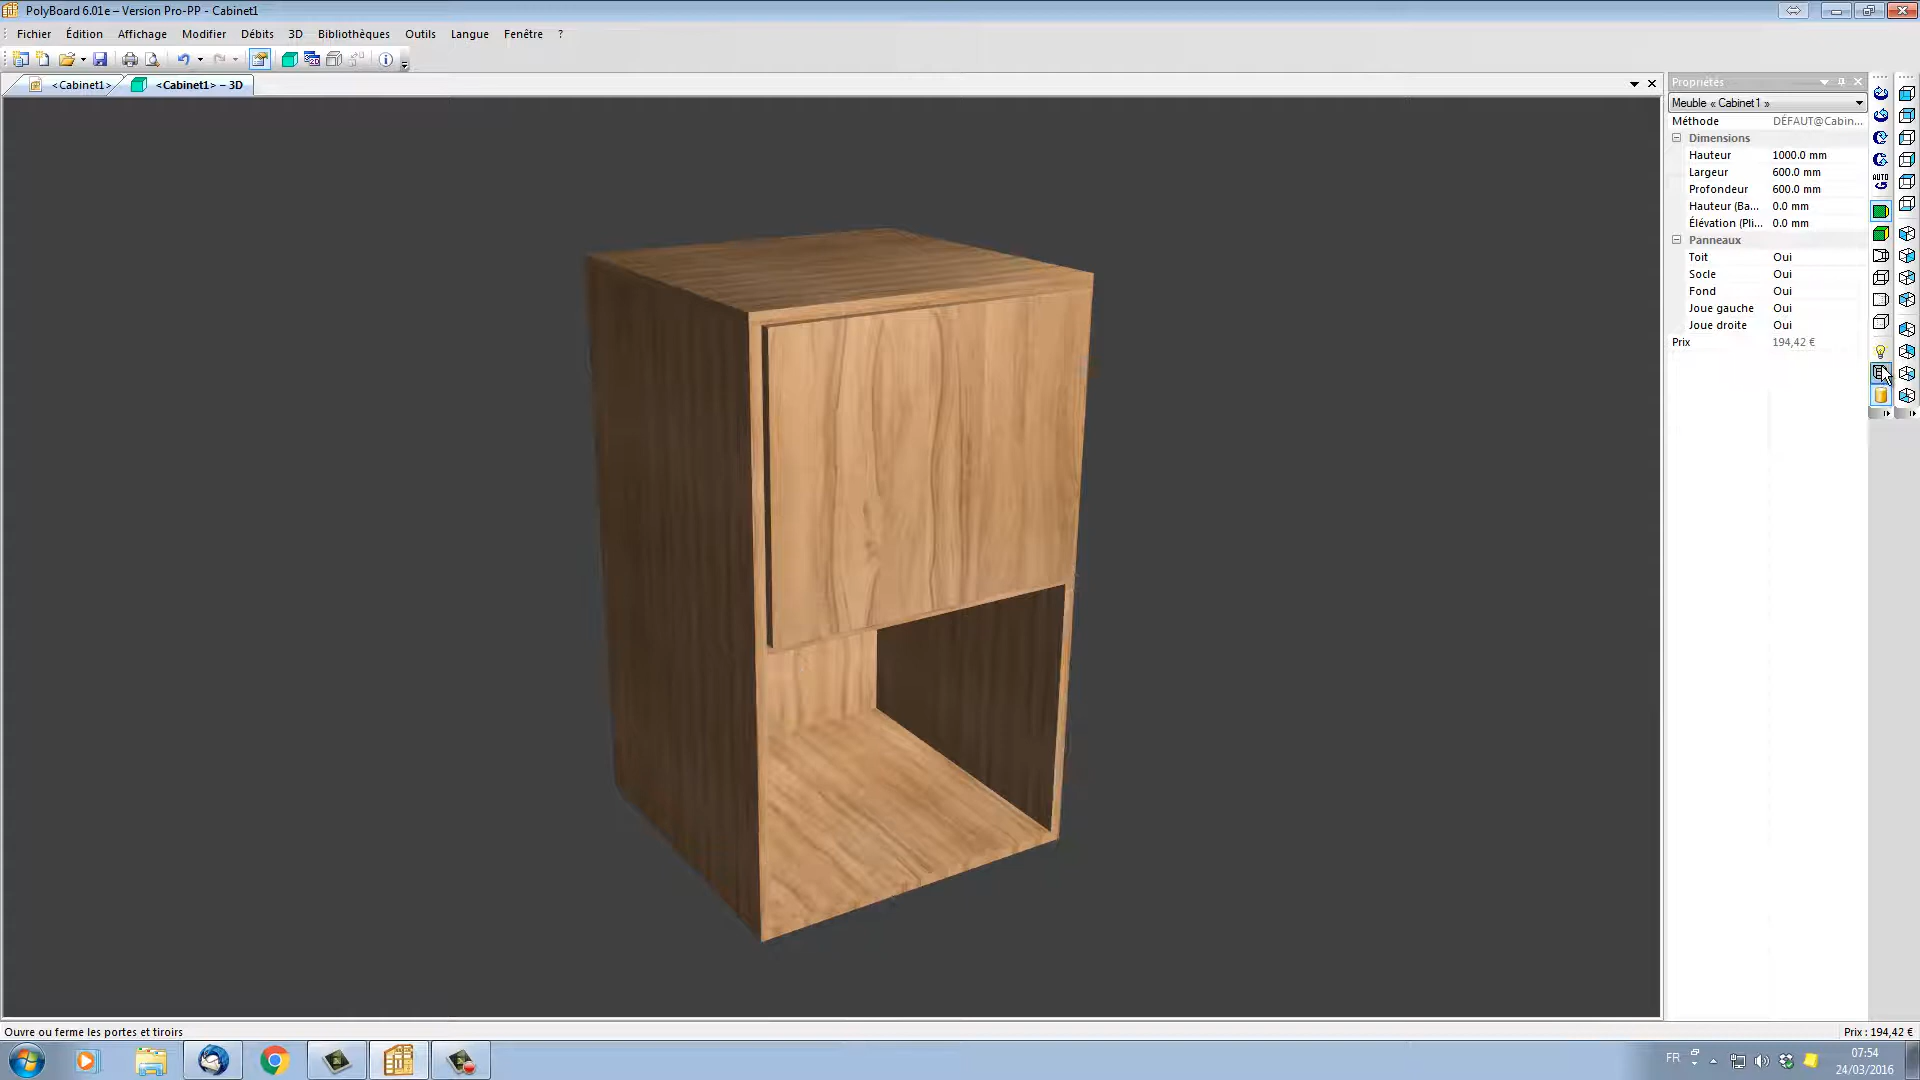 PolyBoard 6.01e – Version Pro-PP - Cabinet1
Fichier Édition Affichage Modifier Débits 3D Bibliothèques Outils Langue Fenêtre ?
<Cabinet1> <Cabinet1> – 3D
Propriétés
Meuble « Cabinet1 »
Méthode DÉFAUT@Cabin...
Dimensions
Hauteur 1000.0 mm
Largeur 600.0 mm
Profondeur 600.0 mm
Hauteur (Ba... 0.0 mm
Élévation (Pli... 0.0 mm
Panneaux
Toit Oui
Socle Oui
Fond Oui
Joue gauche Oui
Joue droite Oui
Prix 194,42 €
AUTO
Ouvre ou ferme les portes et tiroirs
Prix : 194,42 €
FR
07:54
24/03/2016